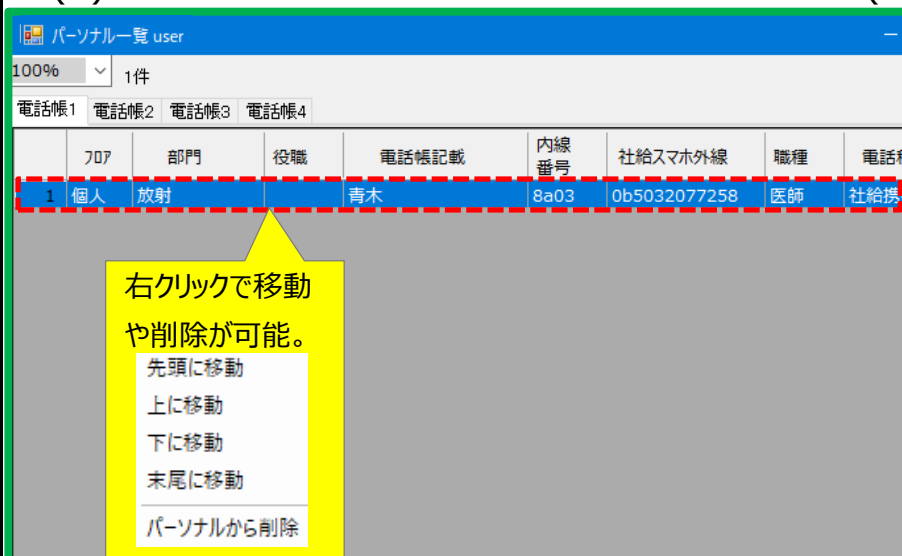 パーソナル一覧 user
100% 1件
電話帳1 電話帳2 電話帳3 電話帳4
フロア 部門 役職 電話帳記載 内線番号 社給スマホ外線 職種
1 個人 放射 青木 8a03 0b5032077258 医師 社給携
右クリックで移動
や削除が可能。
先頭に移動
上に移動
下に移動
末尾に移動
パーソナルから削除